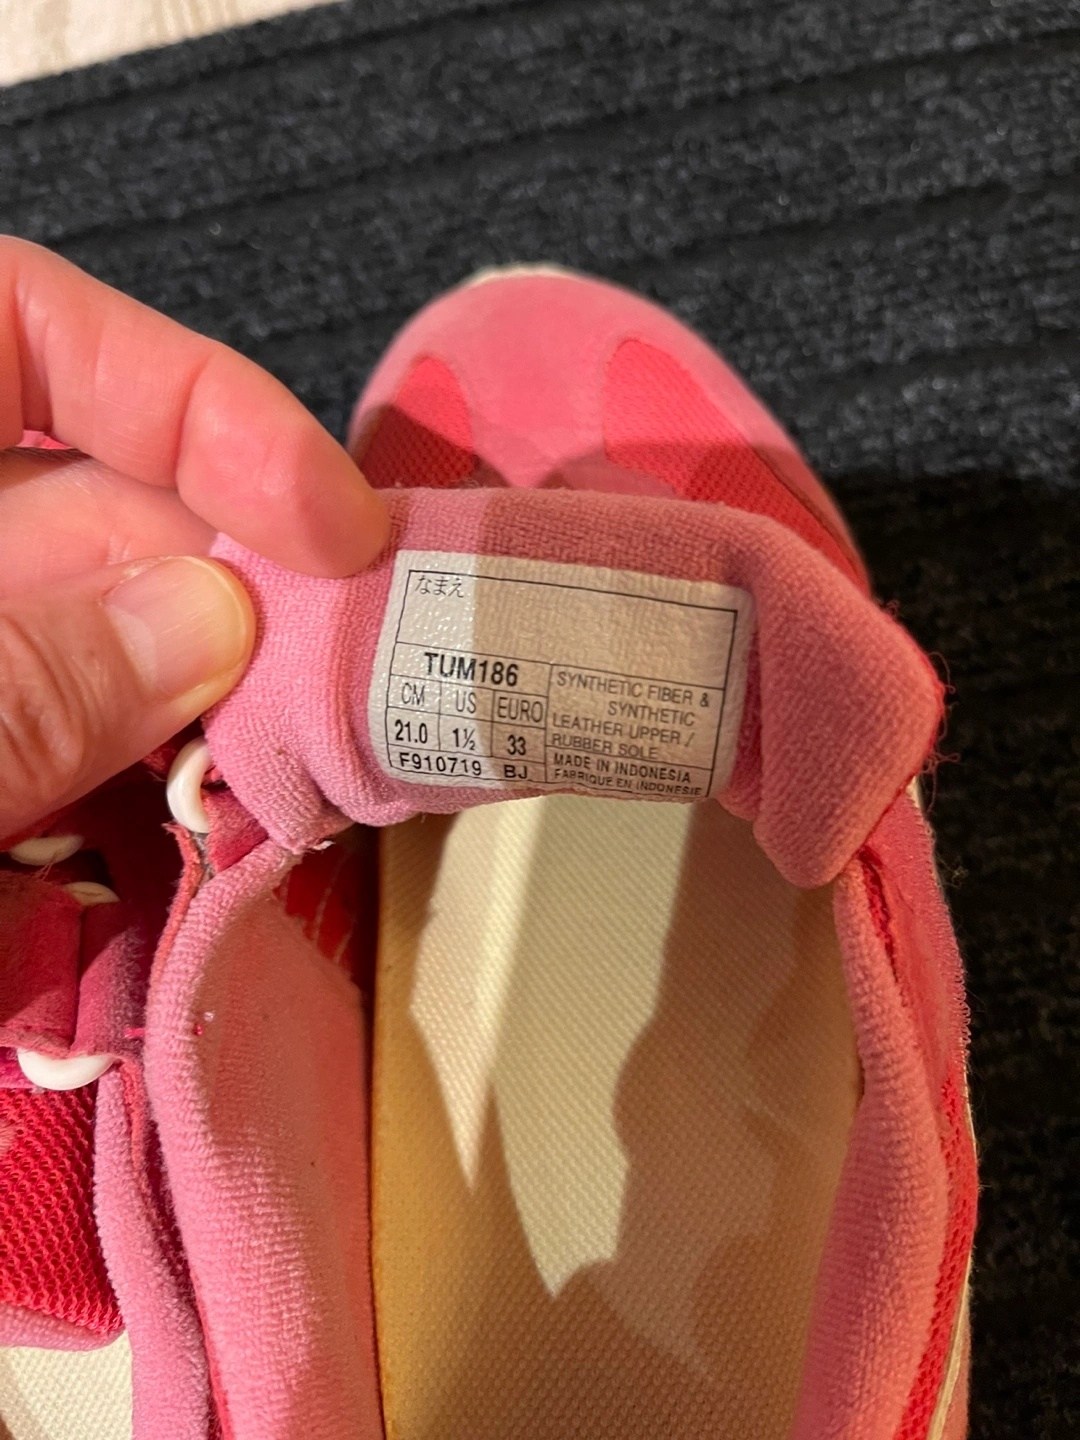 なまえ
TUM186
CM US EURO
21.0 1½ 33
F910719 BJ
SYNTHETIC FIBER &
SYNTHETIC
LEATHER UPPER /
RUBBER SOLE
MADE IN INDONESIA
FABRIQUE EN INDONESIE